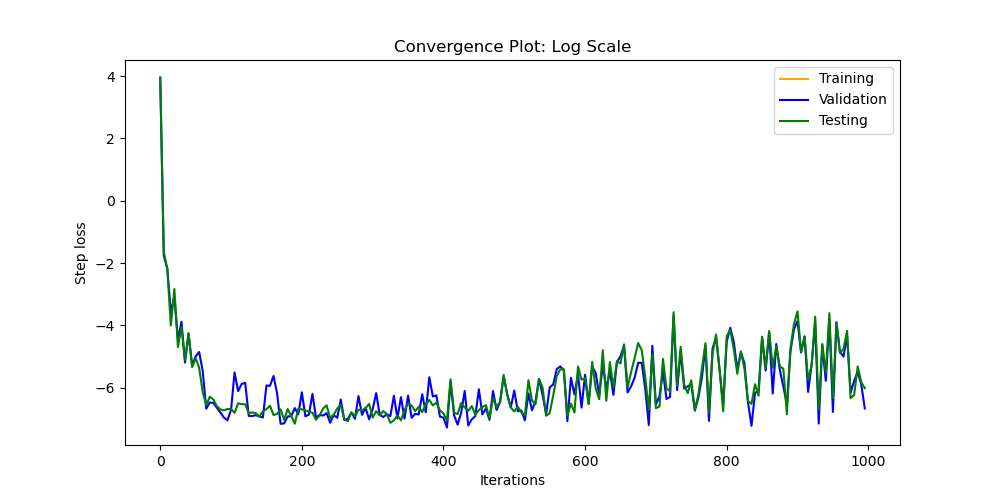 Convergence Plot: Log Scale
Training
Validation
Testing
4
2
0
−2
−4
−6
Step loss
0 200 400 600 800 1000
Iterations